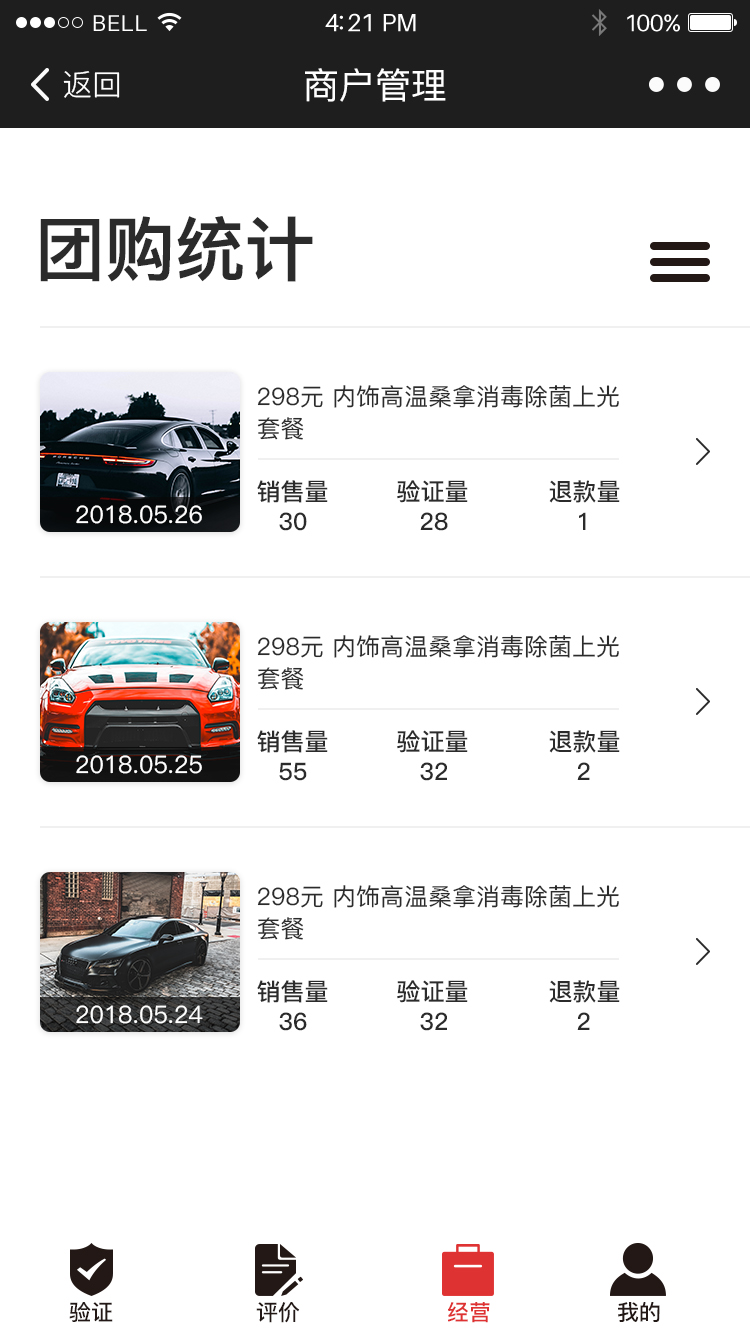 BELL
4:21 PM
100%
返回
商户管理
团购统计
298元 内饰高温桑拿消毒除菌上光
套餐
PORSCHE
2018.05.26
销售量 验证量 退款量
30 28 1
298元 内饰高温桑拿消毒除菌上光
套餐
2018.05.25
销售量 验证量 退款量
55 32 2
298元 内饰高温桑拿消毒除菌上光
套餐
2018.05.24
销售量 验证量 退款量
36 32 2
验证 评价 经营 我的